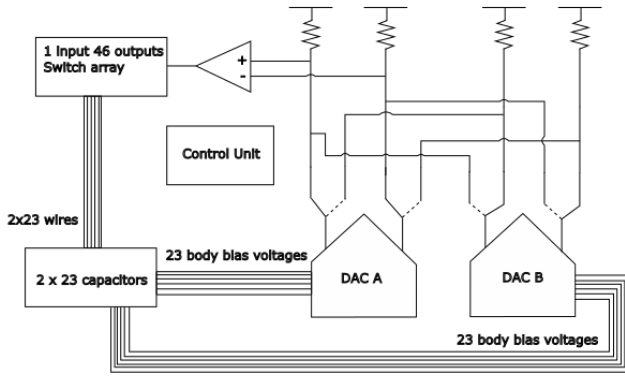 1 input 46 outputs
Switch array
+
-
Control Unit
2x23 wires
23 body bias voltages
2 x 23 capacitors
DAC A
DAC B
23 body bias voltages